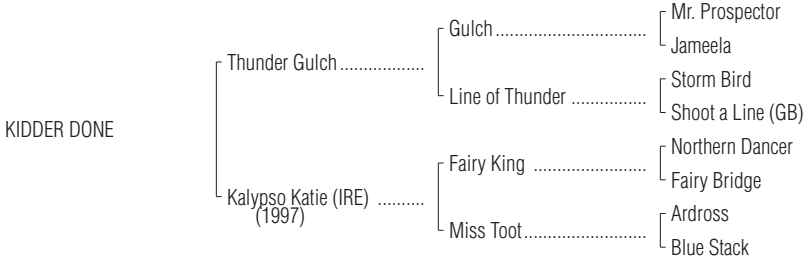 Mr. Prospector
Gulch..............................
Jameela
Thunder Gulch.................
Storm Bird
Line of Thunder ...............
Shoot a Line (GB)
KIDDER DONE
Northern Dancer
Fairy King ......................
Fairy Bridge
Kalypso Katie (IRE) .........
(1997)
Ardross
Miss Toot........................
Blue Stack